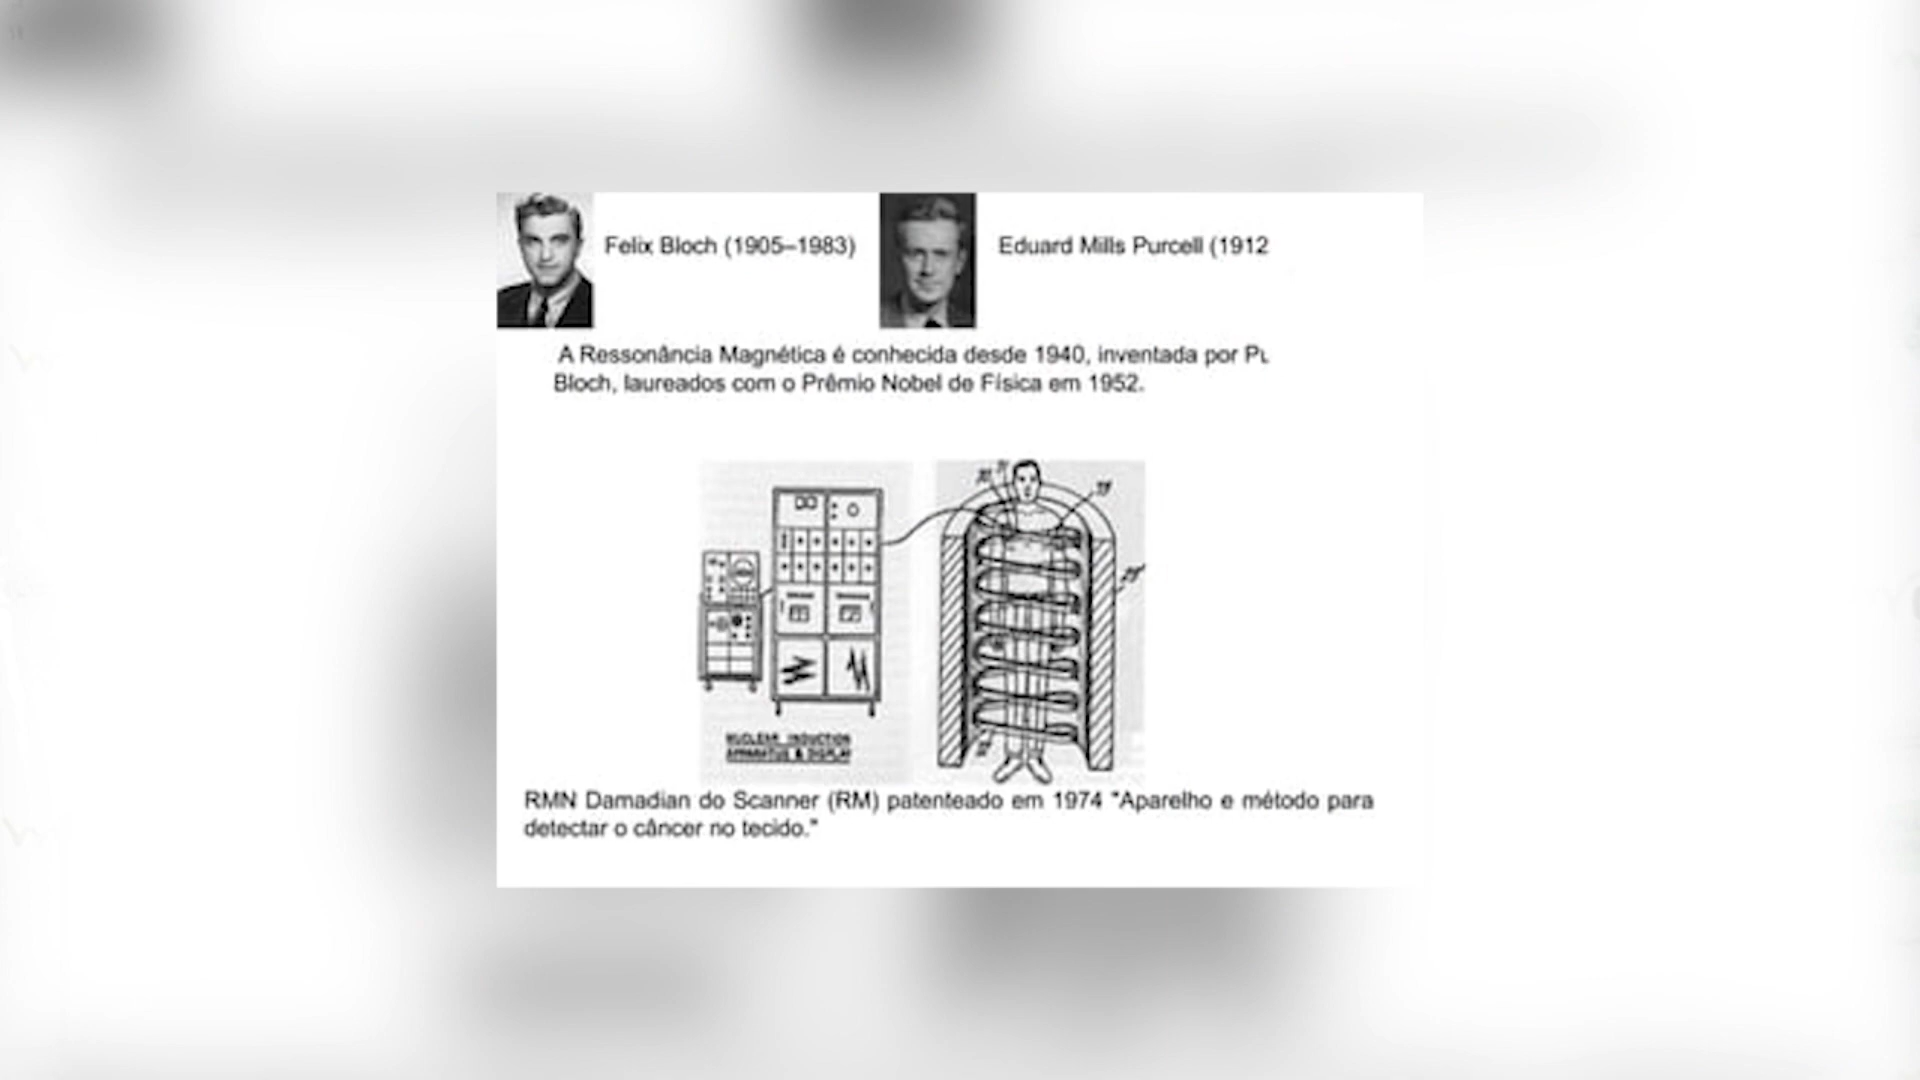 Felix Bloch (1905–1983)
Eduard Mills Purcell (1912
A Ressonância Magnética é conhecida desde 1940, inventada por
Bloch, laureados com o Prêmio Nobel de Física em 1952.
NUCLEAR INDUCTION
APPARATUS & DISPLAY
RMN Damadian do Scanner (RM) patenteado em 1974 "Aparelho e método para
detectar o câncer no tecido."